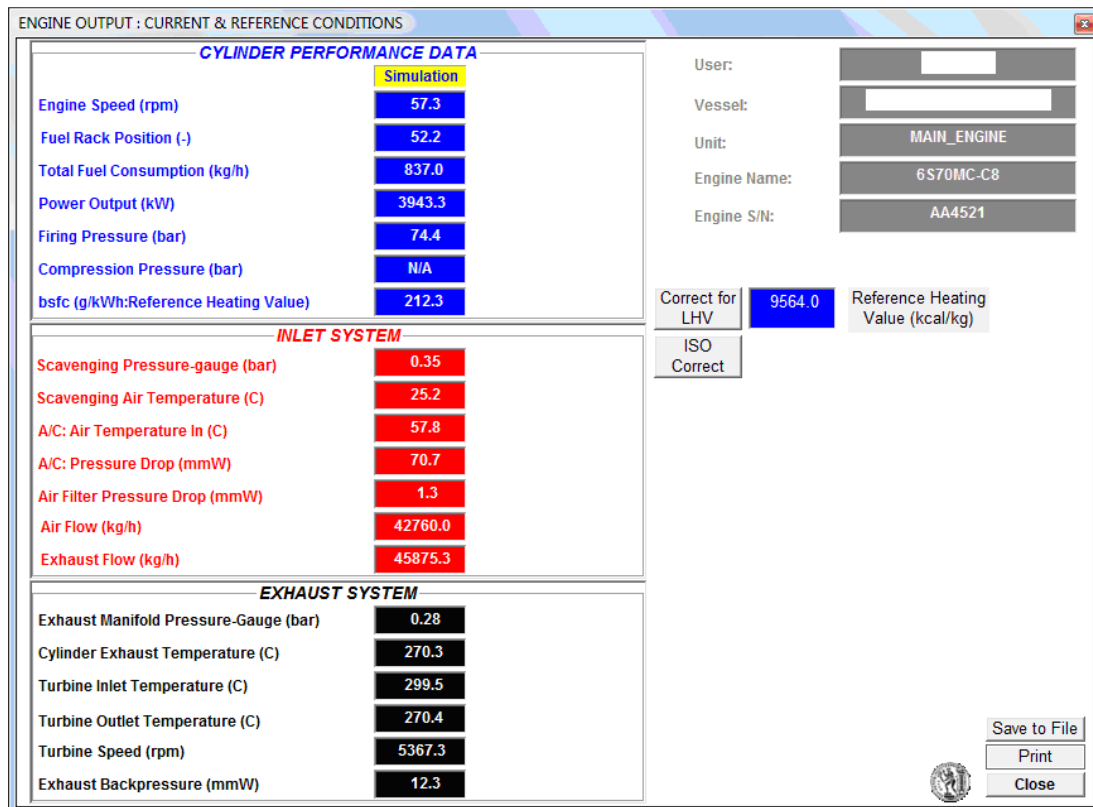 ENGINE OUTPUT : CURRENT & REFERENCE CONDITIONS
CYLINDER PERFORMANCE DATA
Simulation
Engine Speed (rpm) 57.3
Fuel Rack Position (-) 52.2
Total Fuel Consumption (kg/h) 837.0
Power Output (kW) 3943.3
Firing Pressure (bar) 74.4
Compression Pressure (bar) N/A
bsfc (g/kWh:Reference Heating Value) 212.3
INLET SYSTEM
Scavenging Pressure-gauge (bar) 0.35
Scavenging Air Temperature (C) 25.2
A/C: Air Temperature In (C) 57.8
A/C: Pressure Drop (mmW) 70.7
Air Filter Pressure Drop (mmW) 1.3
Air Flow (kg/h) 42760.0
Exhaust Flow (kg/h) 45875.3
EXHAUST SYSTEM
Exhaust Manifold Pressure-Gauge (bar) 0.28
Cylinder Exhaust Temperature (C) 270.3
Turbine Inlet Temperature (C) 299.5
Turbine Outlet Temperature (C) 270.4
Turbine Speed (rpm) 5367.3
Exhaust Backpressure (mmW) 12.3
User:
Vessel:
Unit: MAIN_ENGINE
Engine Name: 6S70MC-C8
Engine S/N: AA4521
Correct for
LHV
9564.0
Reference Heating
Value (kcal/kg)
ISO
Correct
Save to File
Print
Close